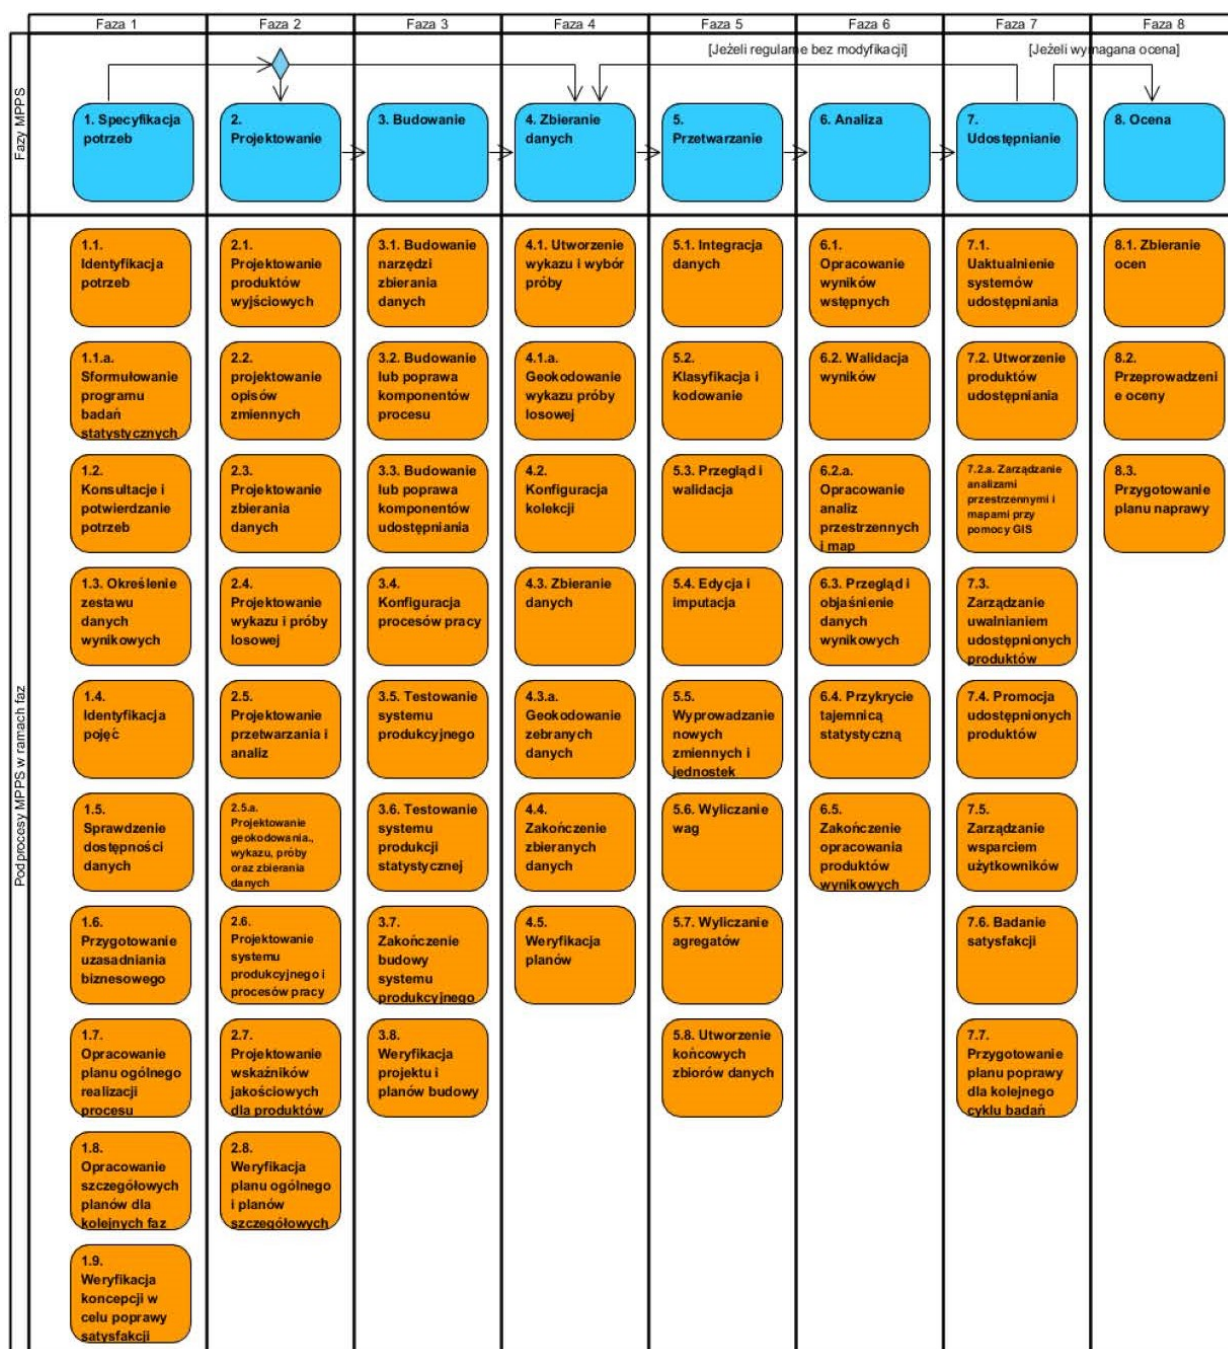 Faza 1
Faza 2
Faza 3
Faza 4
Faza 5
Faza 6
Faza 7
Faza 8
Fazy MPPS
[Jeżeli regularne bez modyfikacji]
[Jeżeli wymagana ocena]
1. Specyfikacja
potrzeb
2.
Projektowanie
3. Budowanie
4. Zbieranie
danych
5.
Przetwarzanie
6. Analiza
7.
Udostępnianie
8. Ocena
Podprocesy MPPS w ramach faz
1.1.
Identyfikacja
potrzeb
1.1.a.
Sformułowanie
programu
badań
statystycznych
1.2.
Konsultacje i
potwierdzanie
potrzeb
1.3. Określenie
zestawu
danych
wynikowych
1.4.
Identyfikacja
pojęć
1.5.
Sprawdzenie
dostępności
danych
1.6.
Przygotowanie
uzasadniania
biznesowego
1.7.
Opracowanie
planu ogólnego
realizacji
procesu
1.8.
Opracowanie
szczegółowych
planów dla
kolejnych faz
1.9.
Weryfikacja
koncepcji w
celu poprawy
satysfakcji
2.1.
Projektowanie
produktów
wyjściowych
2.2.
projektowanie
opisów
zmiennych
2.3.
Projektowanie
zbierania
danych
2.4.
Projektowanie
wykazu i próby
losowej
2.5.
Projektowanie
przetwarzania i
analiz
2.5.a.
Projektowanie
geokodowania.,
wykazu, próby
oraz zbierania
danych
2.6.
Projektowanie
systemu
produkcyjnego i
procesów pracy
2.7.
Projektowanie
wskaźników
jakościowych
dla produktów
2.8.
Weryfikacja
planu ogólnego
i planów
szczegółowych
3.1. Budowanie
narzędzi
zbierania
danych
3.2. Budowanie
lub poprawa
komponentów
procesu
3.3. Budowanie
lub poprawa
komponentów
udostępniania
3.4.
Konfiguracja
procesów pracy
3.5. Testowanie
systemu
produkcyjnego
3.6. Testowanie
systemu
produkcji
statystycznej
3.7.
Zakończenie
budowy
systemu
produkcyjnego
3.8.
Weryfikacja
projektu i
planów budowy
4.1. Utworzenie
wykazu i wybór
próby
4.1.a.
Geokodowanie
wykazu próby
losowej
4.2.
Konfiguracja
kolekcji
4.3. Zbieranie
danych
4.3.a.
Geokodowanie
zebranych
danych
4.4.
Zakończenie
zbieranych
danych
4.5.
Weryfikacja
planów
5.1. Integracja
danych
5.2.
Klasyfikacja i
kodowanie
5.3. Przegląd i
walidacja
5.4. Edycja i
imputacja
5.5.
Wyprowadzanie
nowych
zmiennych i
jednostek
5.6. Wyliczanie
wag
5.7. Wyliczanie
agregatów
5.8. Utworzenie
końcowych
zbiorów danych
6.1.
Opracowanie
wyników
wstępnych
6.2. Walidacja
wyników
6.2.a.
Opracowanie
analiz
przestrzennych
i map
6.3. Przegląd i
objaśnienie
danych
wynikowych
6.4. Przykrycie
tajemnicą
statystyczną
6.5.
Zakończenie
opracowania
produktów
wynikowych
7.1.
Uaktualnienie
systemów
udostępniania
7.2. Utworzenie
produktów
udostępniania
7.2.a. Zarządzanie
analizami
przestrzennymi i
mapami przy
pomocy GIS
7.3.
Zarządzanie
uwalnianiem
udostępnionych
produktów
7.4. Promocja
udostępnionych
produktów
7.5.
Zarządzanie
wsparciem
użytkowników
7.6. Badanie
satysfakcji
7.7.
Przygotowanie
planu poprawy
dla kolejnego
cyklu badań
8.1. Zbieranie
ocen
8.2.
Przeprowadzeni
e oceny
8.3.
Przygotowanie
planu naprawy